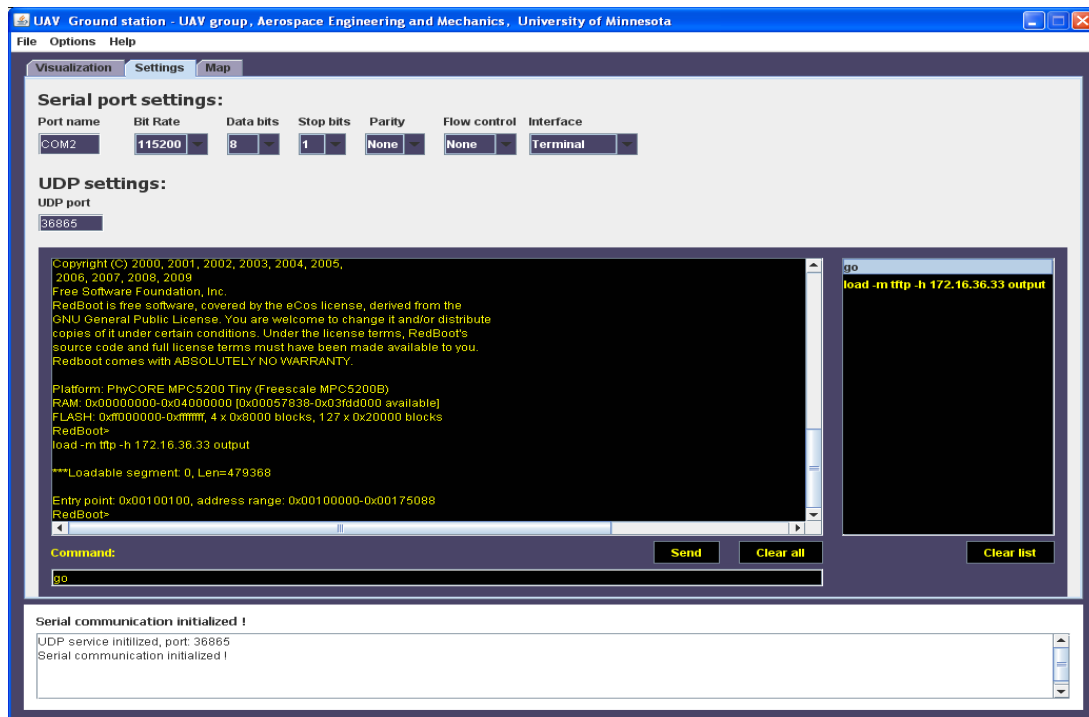 UAV Ground station - UAV group, Aerospace Engineering and Mechanics, University of Minnesota
File Options Help
Visualization Settings Map
Serial port settings:
Port name Bit Rate Data bits Stop bits Parity Flow control Interface
COM2 115200 8 1 None None Terminal
UDP settings:
UDP port
36865
Copyright (C) 2000, 2001, 2002, 2003, 2004, 2005,
2006, 2007, 2008, 2009
Free Software Foundation, Inc.
RedBoot is free software, covered by the eCos license, derived from the
GNU General Public License. You are welcome to change it and/or distribute
copies of it under certain conditions. Under the license terms, RedBoot's
source code and full license terms must have been made available to you.
Redboot comes with ABSOLUTELY NO WARRANTY.
Platform: PhyCORE MPC5200 Tiny (Freescale MPC5200B)
RAM: 0x00000000-0x04000000 [0x00057838-0x03fdd000 available]
FLASH: 0xff000000-0xffffffff, 4 x 0x8000 blocks, 127 x 0x20000 blocks
RedBoot>
load -m tftp -h 172.16.36.33 output
***Loadable segment: 0, Len=479368
Entry point: 0x00100100, address range: 0x00100000-0x00175088
RedBoot>
go
load -m tftp -h 172.16.36.33 output
Command: Send Clear all Clear list
go
Serial communication initialized !
UDP service initilized, port: 36865
Serial communication initialized !